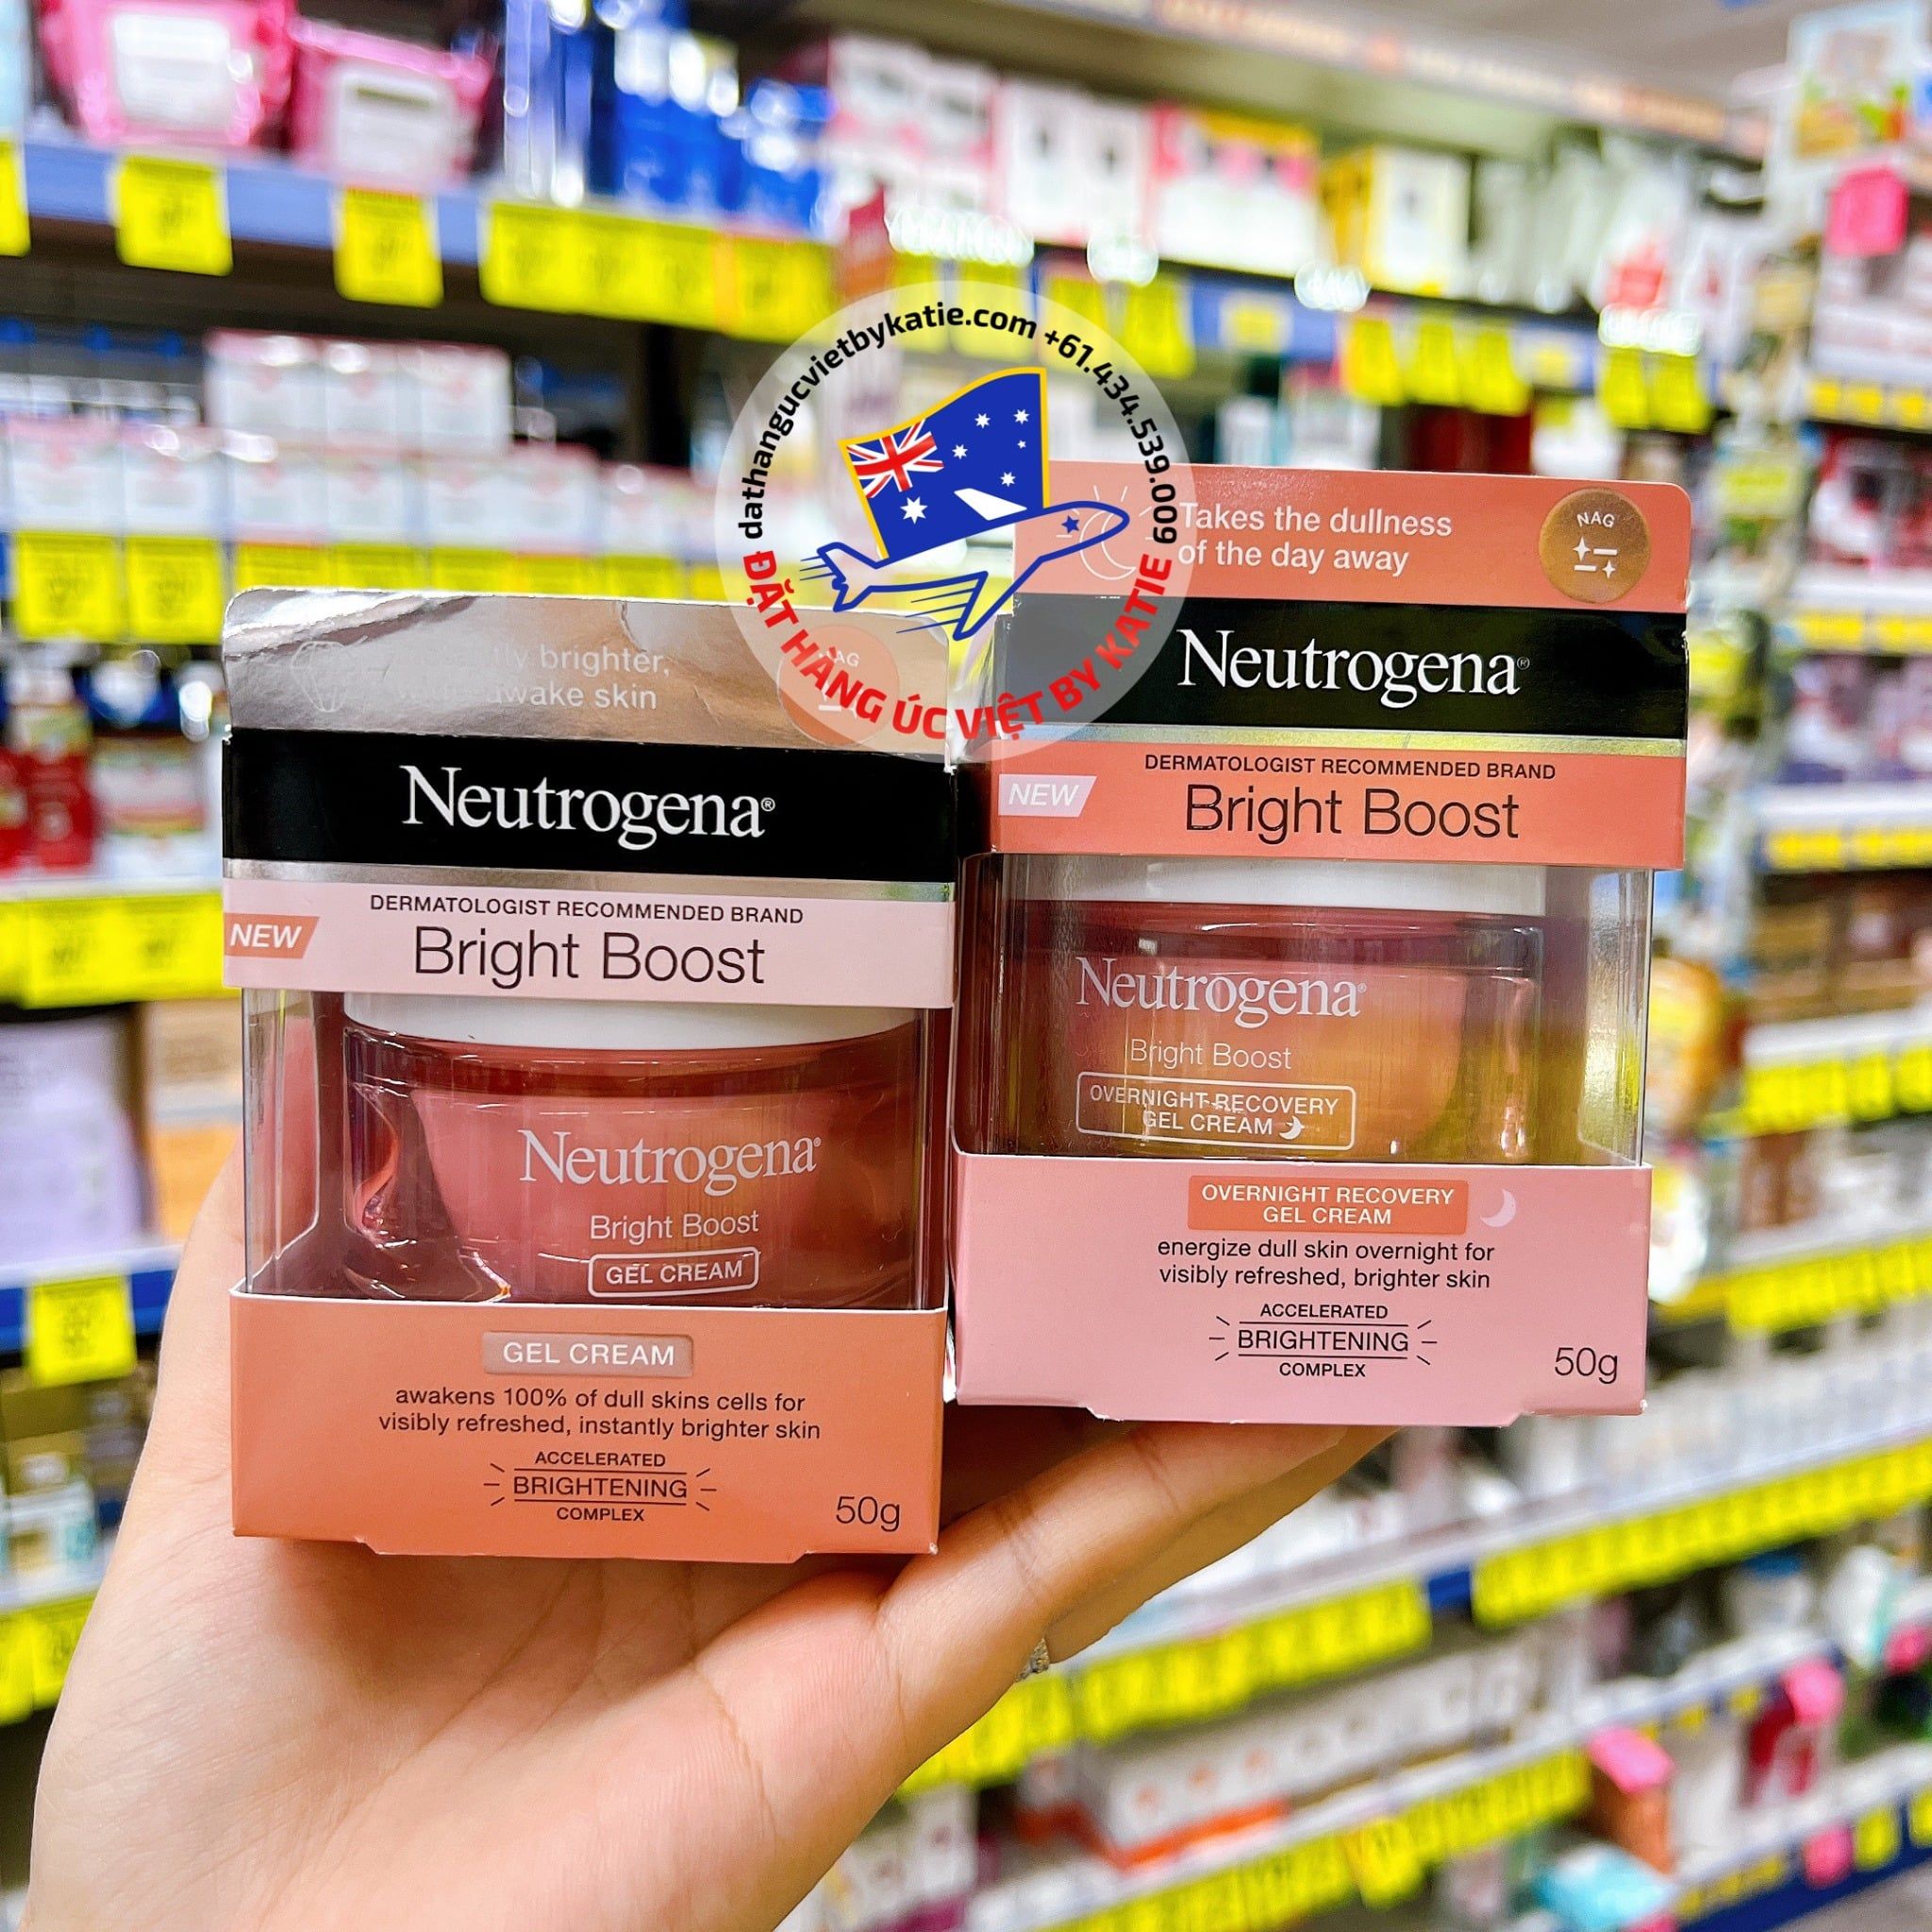 dathangucvietbykatie.com +61.434.539.009
ĐẶT HÀNG ÚC VIỆT BY KATIE
Takes the dullness
of the day away
NAG
Neutrogena®
DERMATOLOGIST RECOMMENDED BRAND
NEW
Bright Boost
Neutrogena®
Bright Boost
OVERNIGHT RECOVERY
GEL CREAM
OVERNIGHT RECOVERY
GEL CREAM
energize dull skin overnight for
visibly refreshed, brighter skin
ACCELERATED
BRIGHTENING
COMPLEX
50g
brighter,
awake skin
NAG
Neutrogena®
DERMATOLOGIST RECOMMENDED BRAND
NEW
Bright Boost
Neutrogena®
Bright Boost
GEL CREAM
GEL CREAM
awakens 100% of dull skins cells for
visibly refreshed, instantly brighter skin
ACCELERATED
BRIGHTENING
COMPLEX
50g